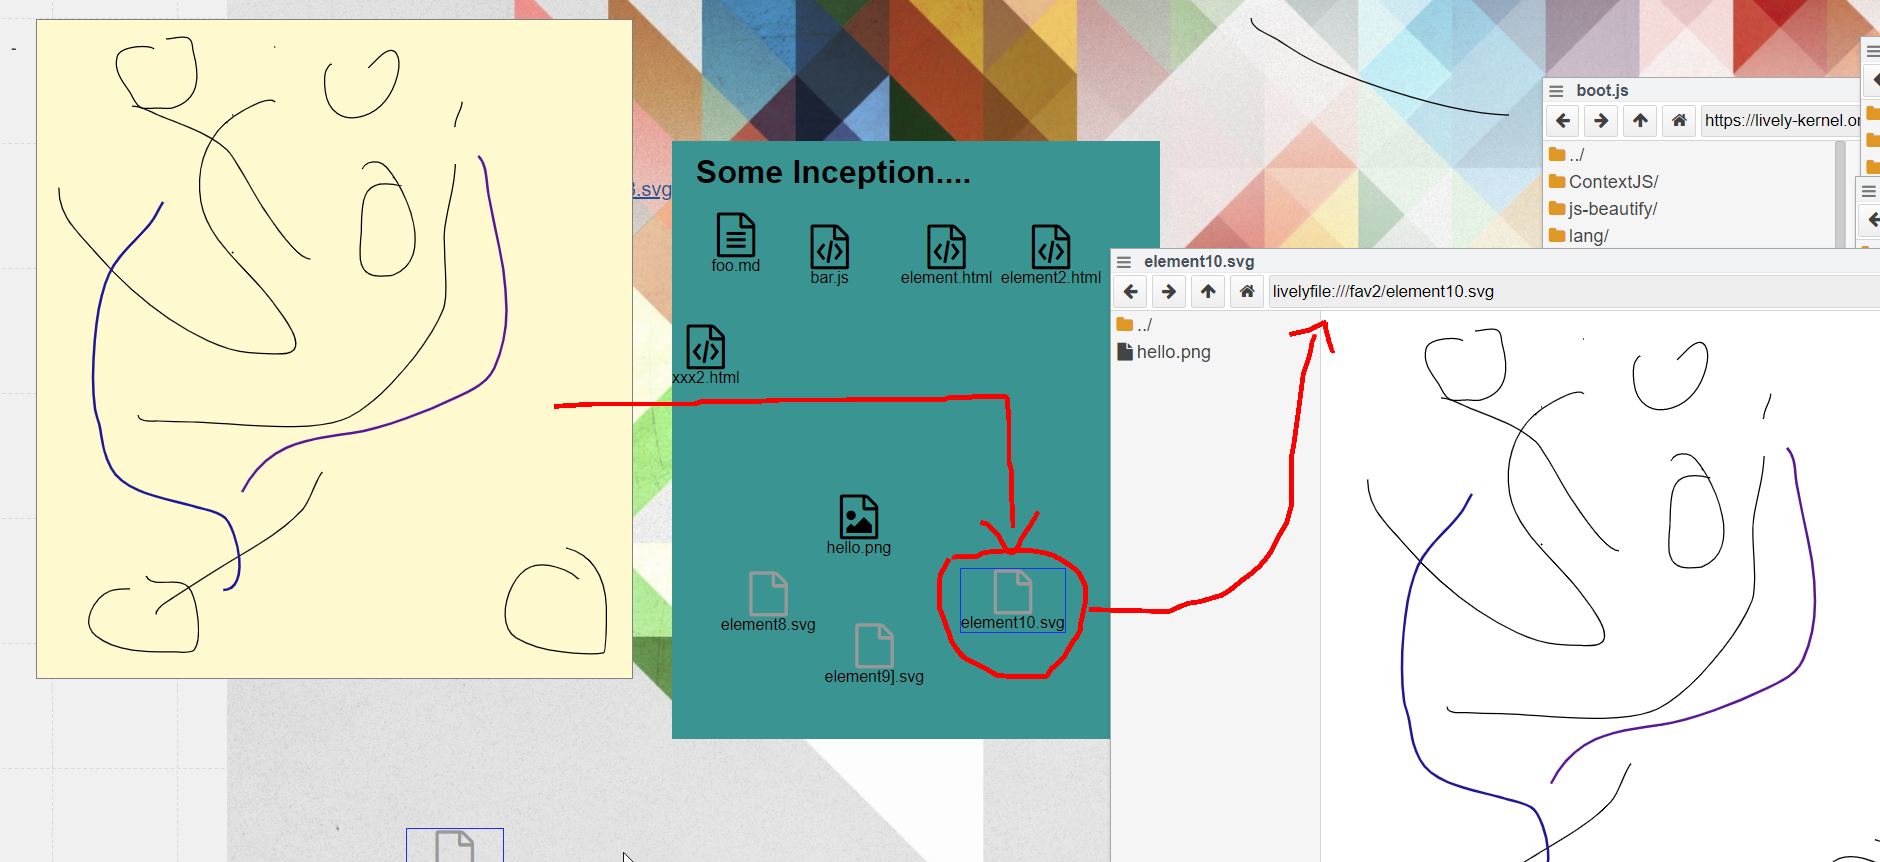 -
3.svg
Some Inception....
foo.md
bar.js
element.html
element2.html
xxx2.html
hello.png
element8.svg
element10.svg
element9].svg
boot.js
https://lively-kernel.or
../
ContextJS/
js-beautify/
lang/
element10.svg
livelyfile:///fav2/element10.svg
../
hello.png